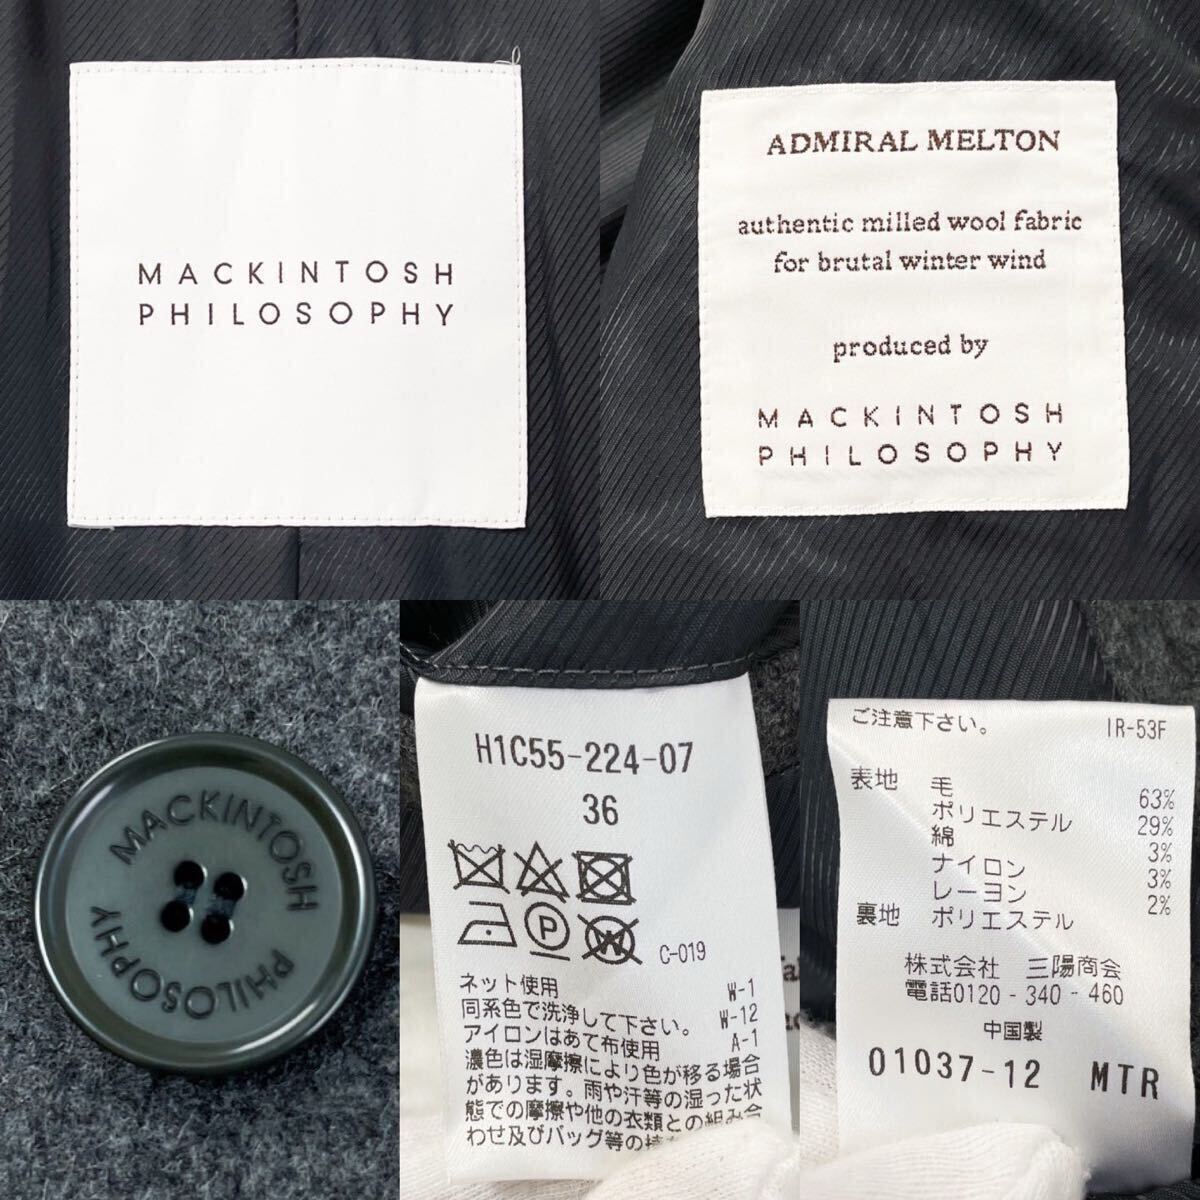 MACKINTOSH
PHILOSOPHY
ADMIRAL MELTON
authentic milled wool fabric
for brutal winter wind
produced by
MACKINTOSH
PHILOSOPHY
MACKINTOSH
PHILOSOPHY
H1C55-224-07
36
P
W
C-019
ネット使用 W-1
同系色で洗浄して下さい。 W-12
アイロンはあて布使用 A-1
濃色は湿摩擦により色が移る場合
があります。雨や汗等の湿った状
態での摩擦や他の衣類との組み合
わせ及びバッグ等の
ご注意下さい。 IR-53F
表地 毛 63%
ポリエステル 29%
綿 3%
ナイロン 3%
レーヨン 2%
裏地 ポリエステル
株式会社 三陽商会
電話0120-340-460
中国製
01037-12 MTR